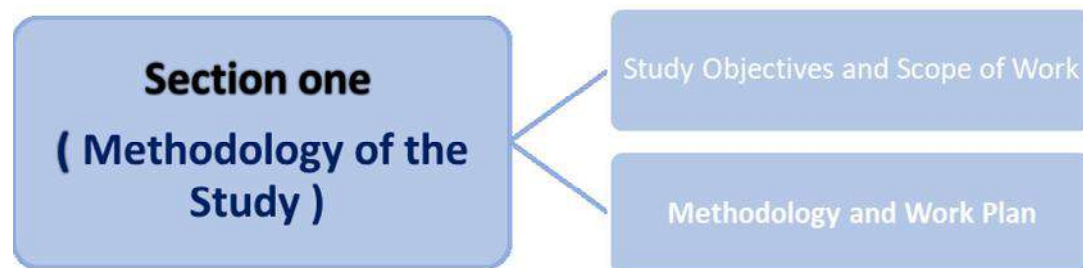 Section one
( Methodology of the
Study )
Study Objectives and Scope of Work
Methodology and Work Plan